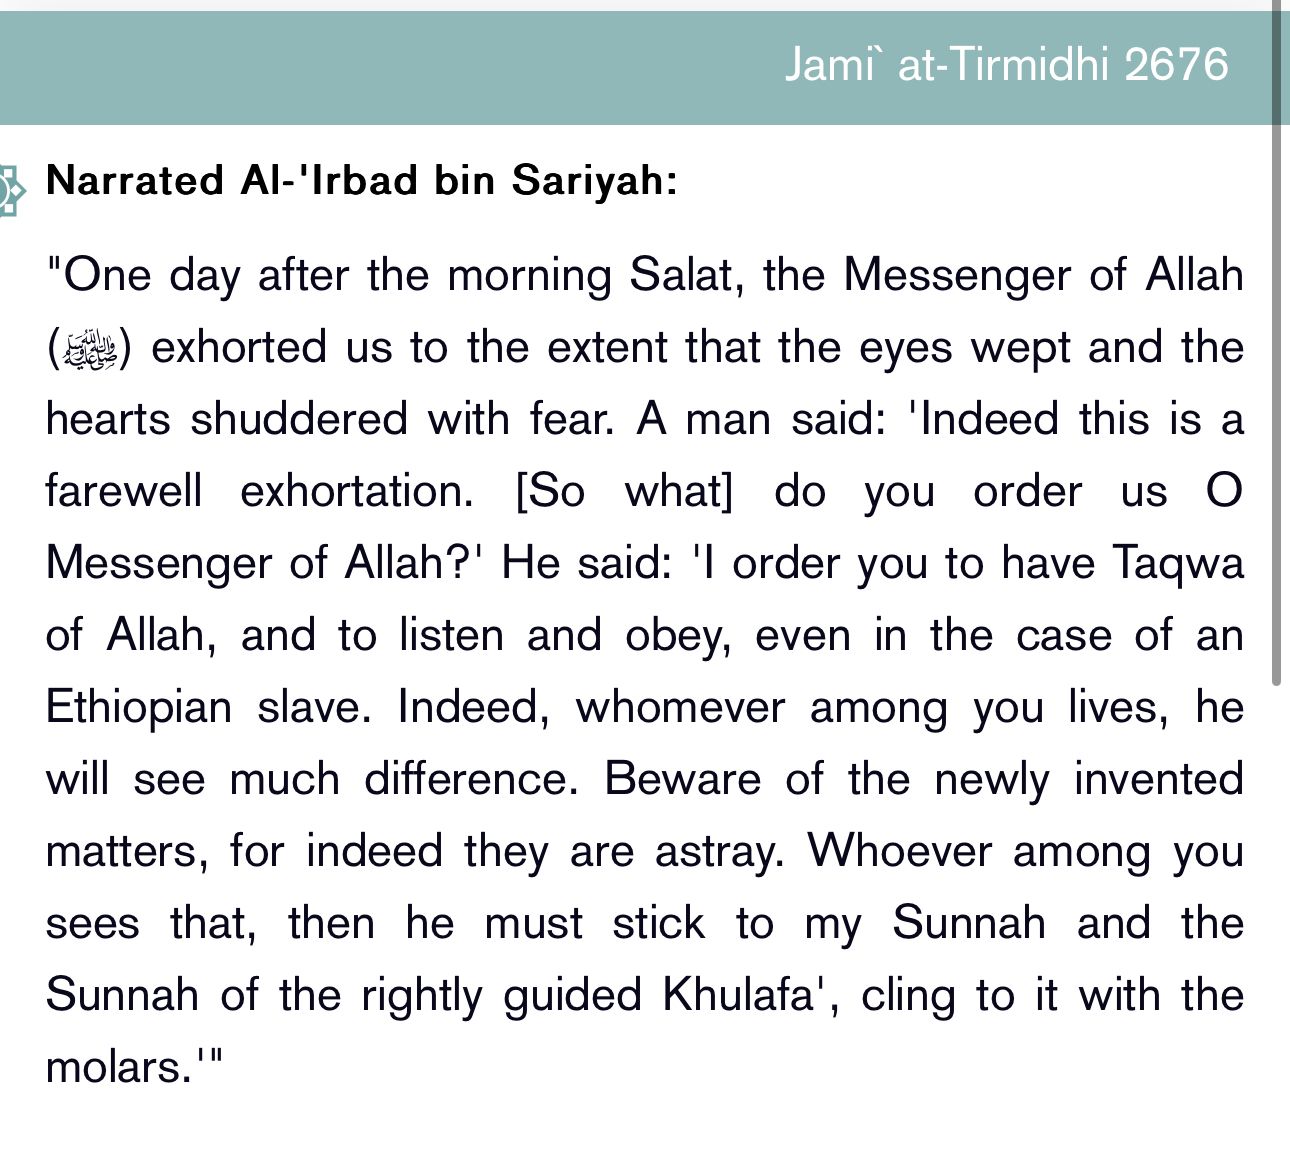 Jami` at-Tirmidhi 2676
Narrated Al-'Irbad bin Sariyah:
"One day after the morning Salat, the Messenger of Allah
(ﷺ) exhorted us to the extent that the eyes wept and the
hearts shuddered with fear. A man said: 'Indeed this is a
farewell exhortation. [So what] do you order us O
Messenger of Allah?' He said: 'I order you to have Taqwa
of Allah, and to listen and obey, even in the case of an
Ethiopian slave. Indeed, whomever among you lives, he
will see much difference. Beware of the newly invented
matters, for indeed they are astray. Whoever among you
sees that, then he must stick to my Sunnah and the
Sunnah of the rightly guided Khulafa', cling to it with the
molars.'"